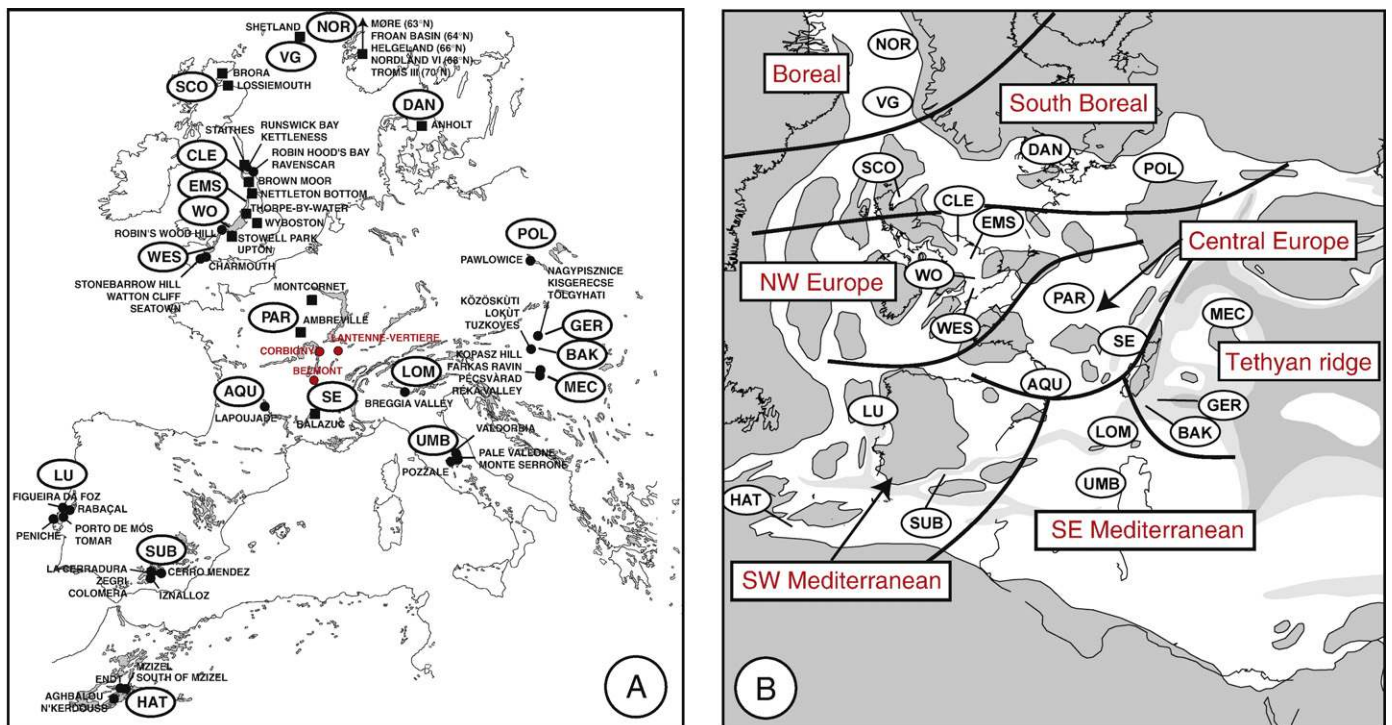 SHETLAND
NOR
VG
MØRE (63°N)
FROAN BASIN (64°N)
HELGELAND (66°N)
NORDLAND VI (68°N)
TROMS III (70°N)
SCO
BRORA
LOSSIEMOUTH
DAN
ANHOLT
STAITHES
RUNSWICK BAY
KETTLENESS
CLE
ROBIN HOOD'S BAY
RAVENSCAR
EMS
BROWN MOOR
NETTLETON BOTTOM
WO
THORPE-BY-WATER
WYBOSTON
ROBIN'S WOOD HILL
STOWELL PARK
UPTON
WES
CHARMOUTH
STONEBARROW HILL
WATTON CLIFF
SEATOWN
POL
PAWLOWICE
NAGYPISZNICE
KISGERECSE
TÖLGYHATI
MONTCORNET
PAR
AMBREVILLE
KÖZÖSKÙTI
LOKÙT
TUZKOVES
GER
BAK
CORBIGNY
LANTENNE-VERTIERE
BELMONT
LOM
BREGGIA VALLEY
KOPASZ HILL
FARKAS RAVIN
PÉCSVÀRAD
RÉKA VALLEY
MEC
AQU
LAPOUJADE
SE
BALAZUC
UMB
VALDORBIA
PALE VALLONE
MONTE SERRONE
POZZALE
LU
FIGUEIRA DA FOZ
RABAÇAL
PENICHE
PORTO DE MÓS
TOMAR
SUB
LA CERRADURA
ZEGRI
COLOMERA
CERRO MENDEZ
IZNALLOZ
MZIZEL
SOUTH OF MZIZEL
AGHBALOU
N'KERDOUSS
HAT
A
NOR
Boreal
VG
South Boreal
DAN
SCO
POL
CLE
EMS
Central Europe
NW Europe
WO
PAR
WES
MEC
SE
Tethyan ridge
AQU
LU
GER
LOM
BAK
UMB
HAT
SUB
SE Mediterranean
SW Mediterranean
B